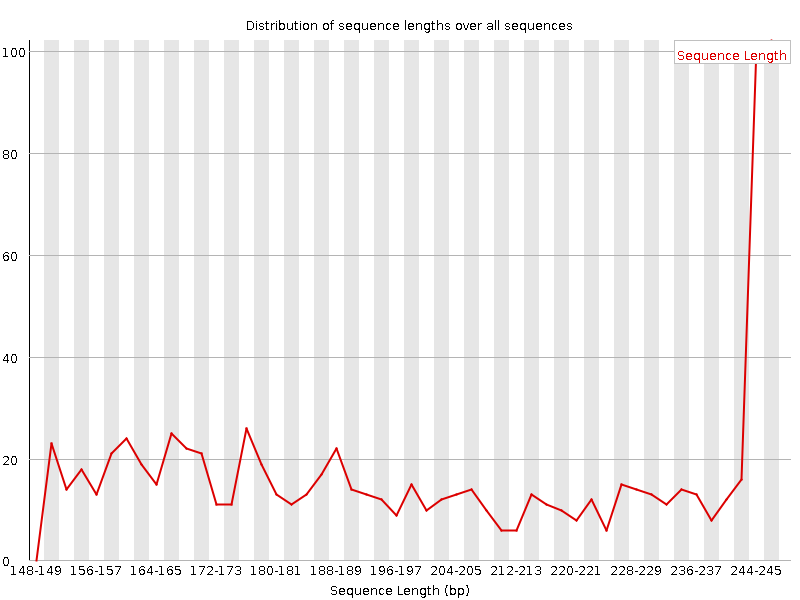 Distribution of sequence lengths over all sequences
Sequence Length
100
80
60
40
20
0
148-149 156-157 164-165 172-173 180-181 188-189 196-197 204-205 212-213 220-221 228-229 236-237 244-245
Sequence Length (bp)